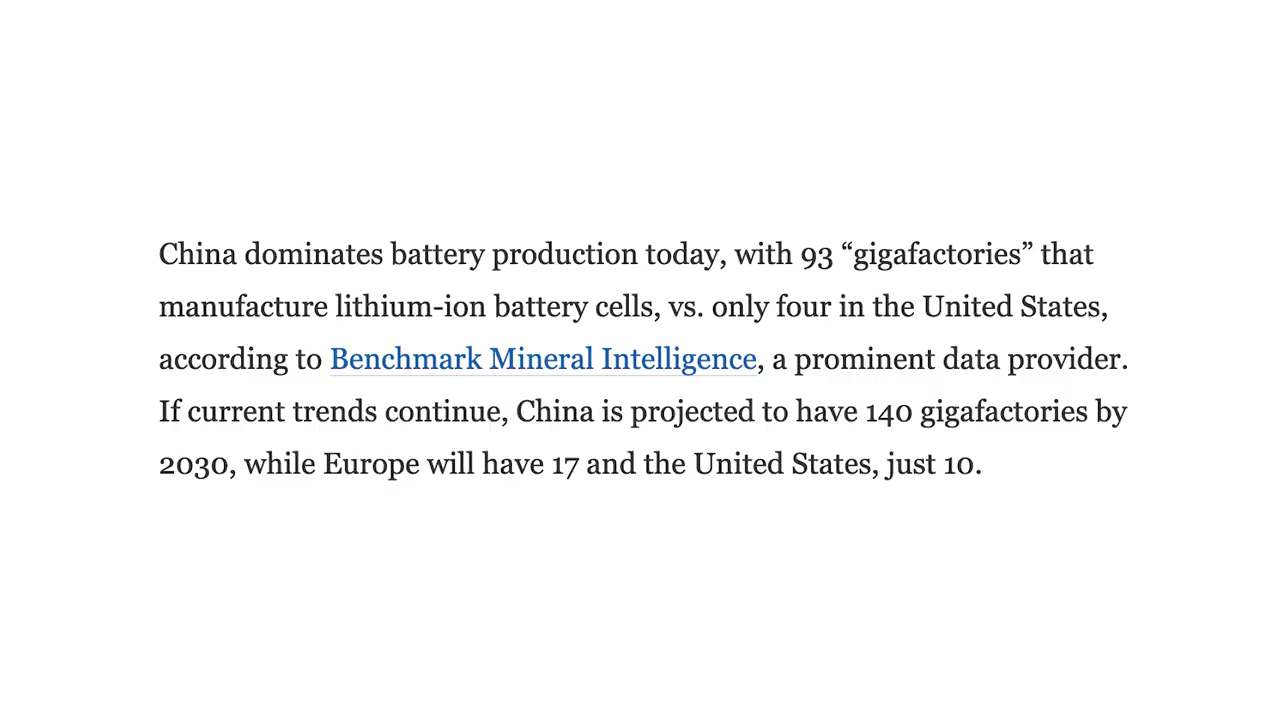 China dominates battery production today, with 93 “gigafactories” that
manufacture lithium-ion battery cells, vs. only four in the United States,
according to Benchmark Mineral Intelligence, a prominent data provider.
If current trends continue, China is projected to have 140 gigafactories by
2030, while Europe will have 17 and the United States, just 10.